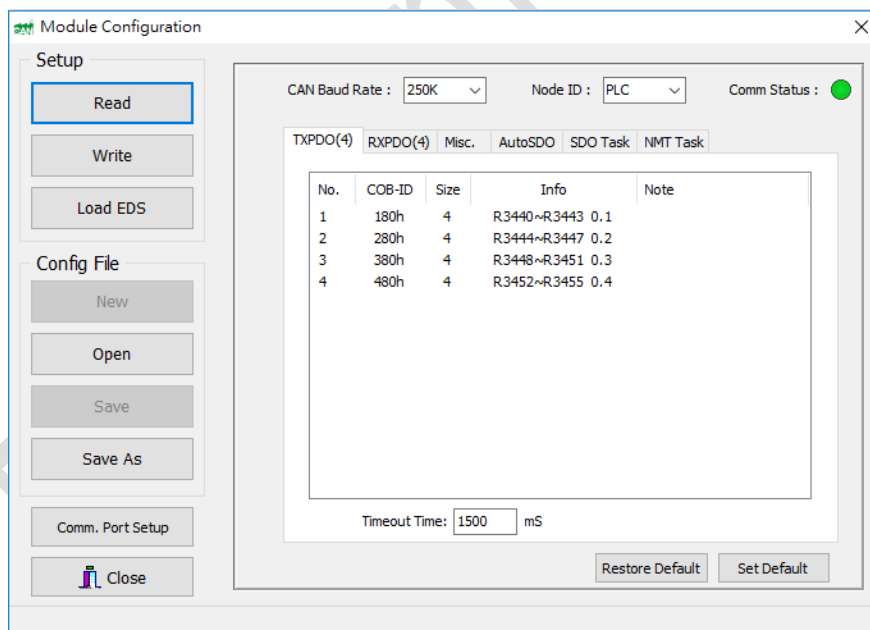 Module Configuration
Setup
Read
Write
Load EDS
Config File
New
Open
Save
Save As
Comm. Port Setup
Close
CAN Baud Rate : 250K Node ID : PLC Comm Status :
TXPDO(4) RXPDO(4) Misc. AutoSDO SDO Task NMT Task
No. COB-ID Size Info Note
1 180h 4 R3440~R3443 0.1
2 280h 4 R3444~R3447 0.2
3 380h 4 R3448~R3451 0.3
4 480h 4 R3452~R3455 0.4
Timeout Time: 1500 mS
Restore Default Set Default